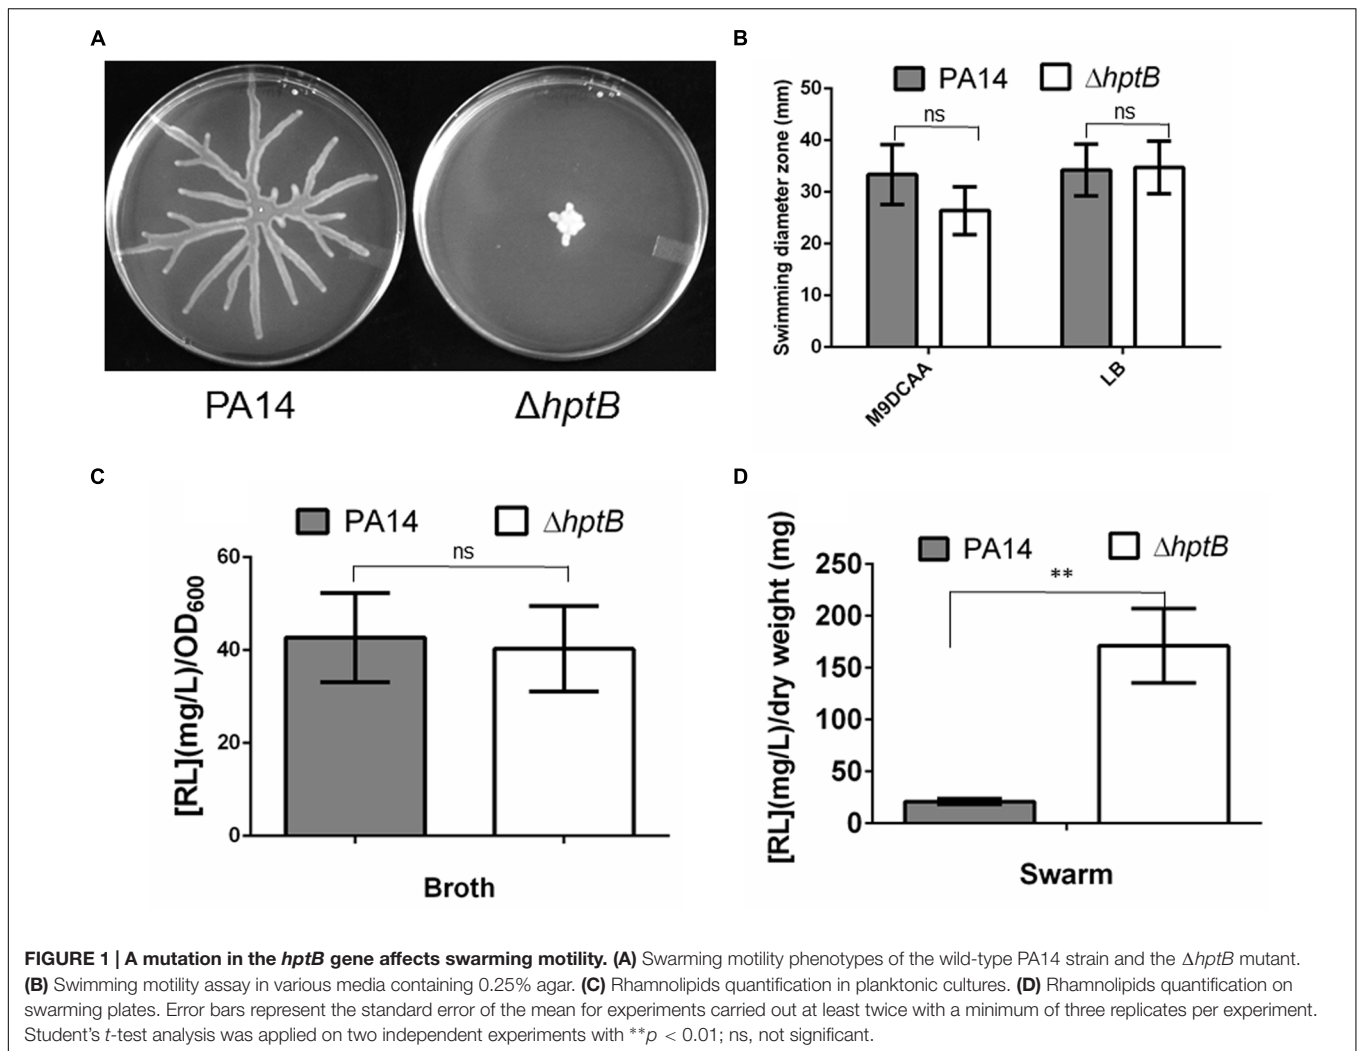 A
PA14
ΔhptB
B
PA14
ΔhptB
Swimming diameter zone (mm)
50
40
30
20
10
0
ns
ns
M9DCAA
LB
C
PA14
ΔhptB
[RL](mg/L)/OD600
60
40
20
0
ns
Broth
D
PA14
ΔhptB
[RL](mg/L)/dry weight (mg)
250
200
150
100
50
0
**
Swarm
FIGURE 1 | A mutation in the hptB gene affects swarming motility. (A) Swarming motility phenotypes of the wild-type PA14 strain and the ΔhptB mutant.
(B) Swimming motility assay in various media containing 0.25% agar. (C) Rhamnolipids quantification in planktonic cultures. (D) Rhamnolipids quantification on
swarming plates. Error bars represent the standard error of the mean for experiments carried out at least twice with a minimum of three replicates per experiment.
Student's t-test analysis was applied on two independent experiments with **p < 0.01; ns, not significant.